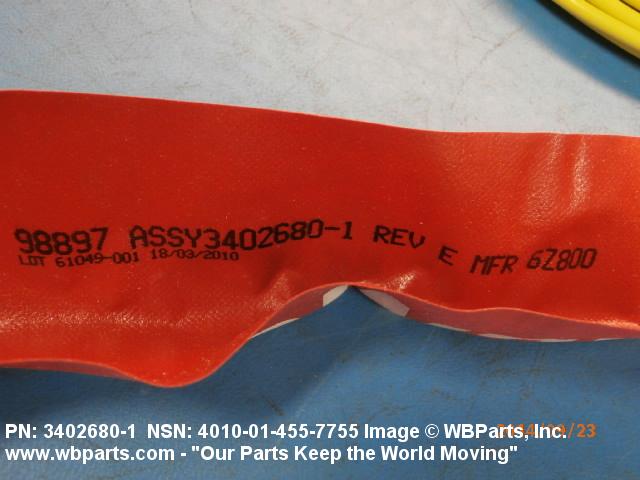 98897 ASSY3402680-1 REV E MFR 6Z800
LOT 61049-001 18/03/2010
PN: 3402680-1 NSN: 4010-01-455-7755 Image © WBParts, Inc.
www.wbparts.com - "Our Parts Keep the World Moving"